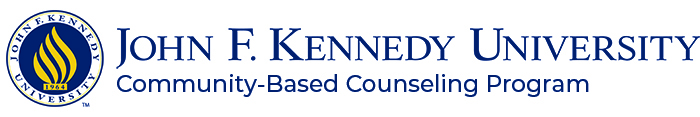 JOHN F. KENNEDY
UNIVERSITY
1964
TM
JOHN F. KENNEDY UNIVERSITY
Community-Based Counseling Program